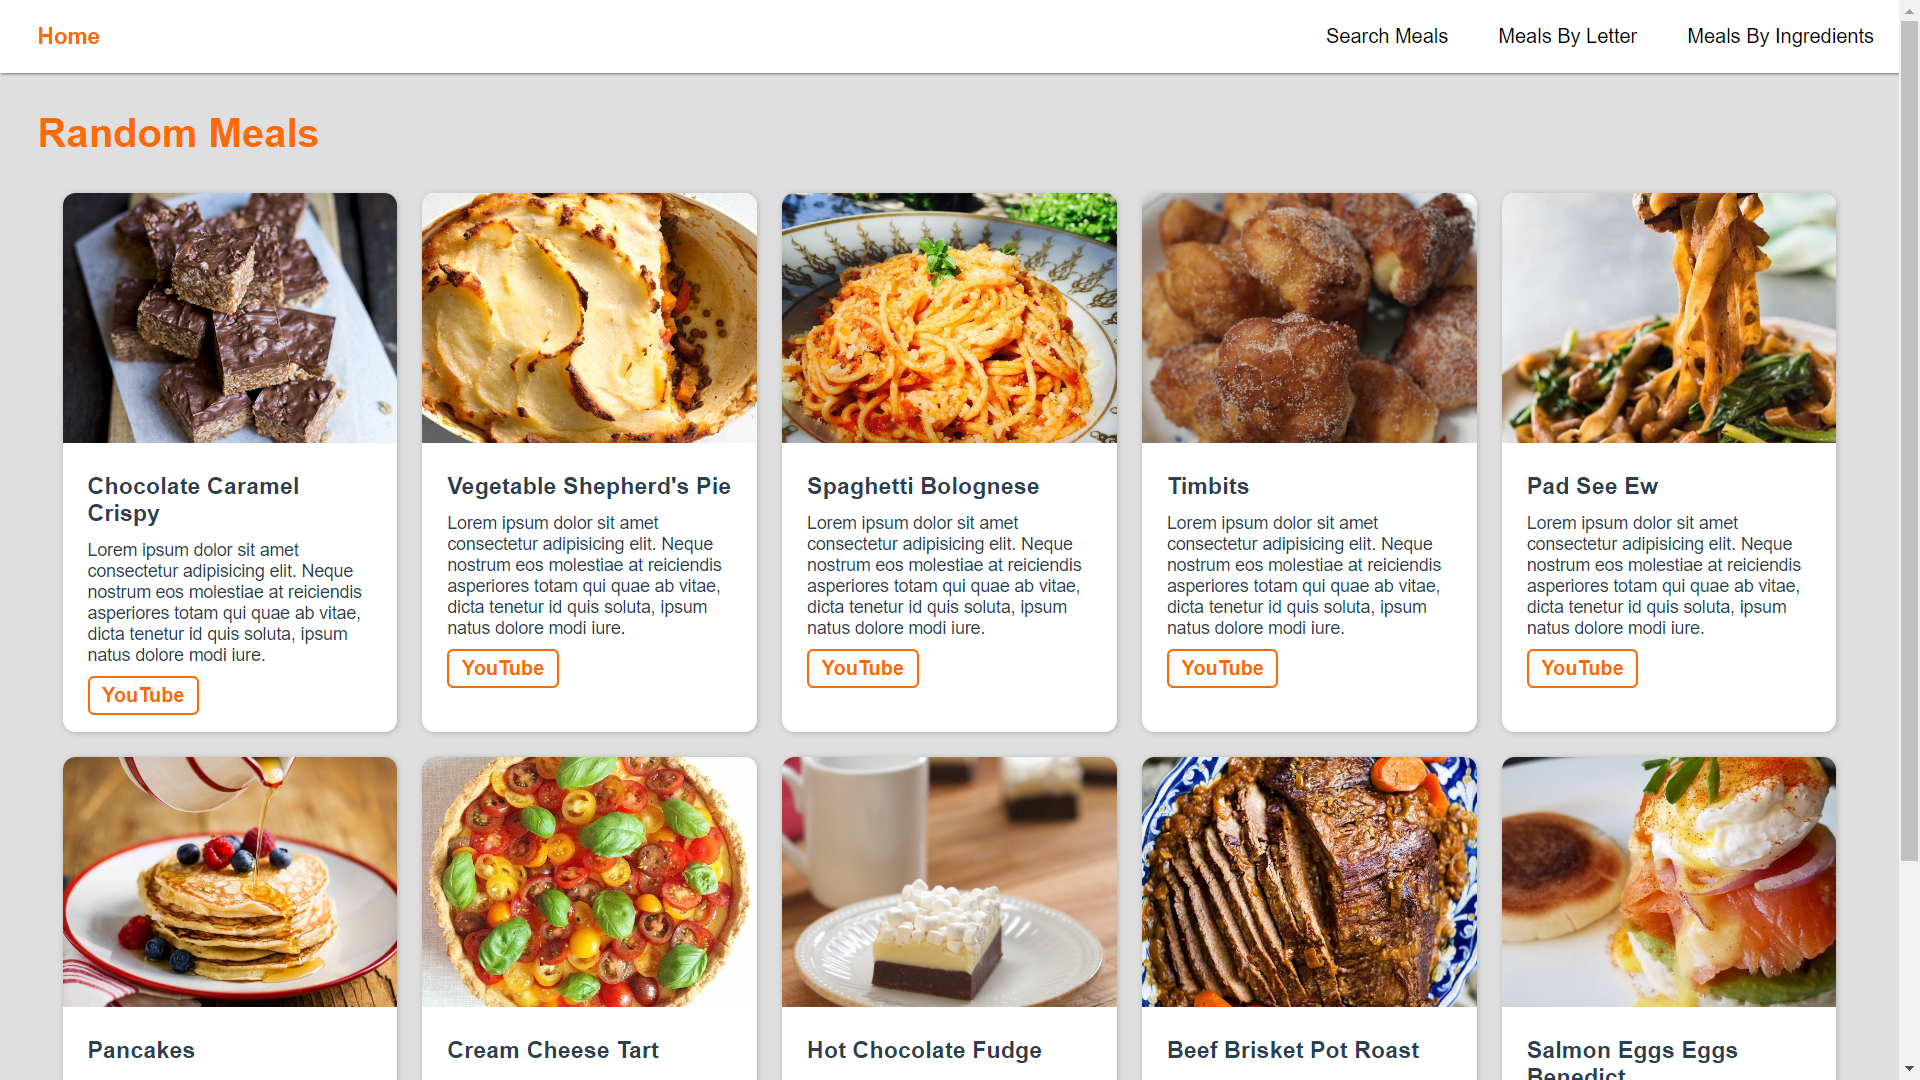 Home
Search Meals
Meals By Letter
Meals By Ingredients
Random Meals
Chocolate Caramel
Crispy
Lorem ipsum dolor sit amet
consectetur adipisicing elit. Neque
nostrum eos molestiae at reiciendis
asperiores totam qui quae ab vitae,
dicta tenetur id quis soluta, ipsum
natus dolore modi iure.
YouTube
Vegetable Shepherd's Pie
Lorem ipsum dolor sit amet
consectetur adipisicing elit. Neque
nostrum eos molestiae at reiciendis
asperiores totam qui quae ab vitae,
dicta tenetur id quis soluta, ipsum
natus dolore modi iure.
YouTube
Spaghetti Bolognese
Lorem ipsum dolor sit amet
consectetur adipisicing elit. Neque
nostrum eos molestiae at reiciendis
asperiores totam qui quae ab vitae,
dicta tenetur id quis soluta, ipsum
natus dolore modi iure.
YouTube
Timbits
Lorem ipsum dolor sit amet
consectetur adipisicing elit. Neque
nostrum eos molestiae at reiciendis
asperiores totam qui quae ab vitae,
dicta tenetur id quis soluta, ipsum
natus dolore modi iure.
YouTube
Pad See Ew
Lorem ipsum dolor sit amet
consectetur adipisicing elit. Neque
nostrum eos molestiae at reiciendis
asperiores totam qui quae ab vitae,
dicta tenetur id quis soluta, ipsum
natus dolore modi iure.
YouTube
Pancakes
Cream Cheese Tart
Hot Chocolate Fudge
Beef Brisket Pot Roast
Salmon Eggs Eggs
Benedict